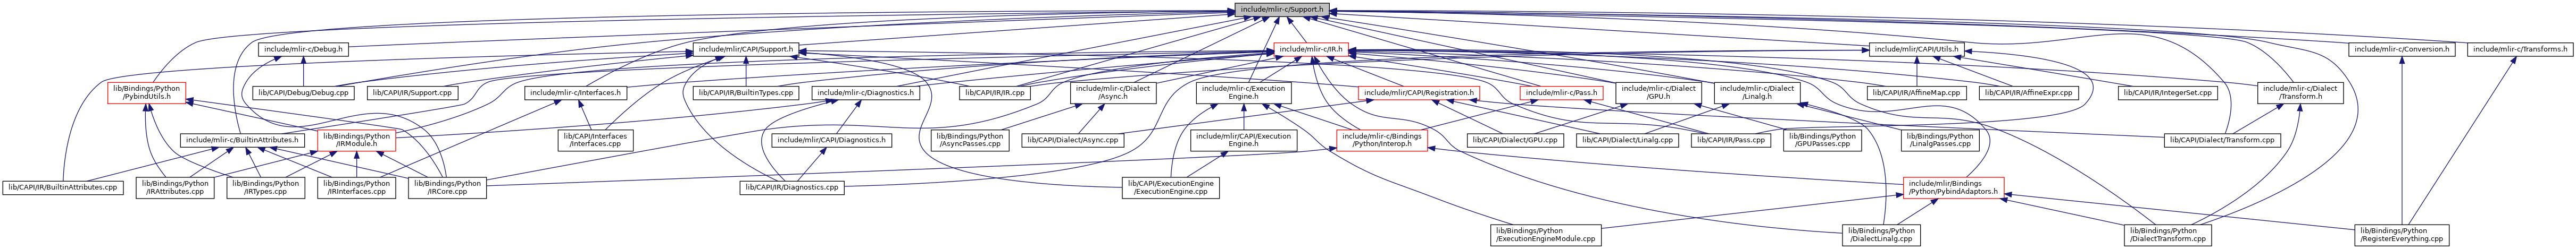 include/mlir-c/Support.h
include/mlir-c/Debug.h
include/mlir/CAPI/Support.h
include/mlir-c/IR.h
include/mlir/CAPI/Utils.h
include/mlir-c/Conversion.h
include/mlir-c/Transforms.h
lib/Bindings/Python
/PybindUtils.h
lib/CAPI/Debug/Debug.cpp
lib/CAPI/IR/Support.cpp
include/mlir-c/Interfaces.h
lib/CAPI/IR/BuiltinTypes.cpp
include/mlir-c/Diagnostics.h
lib/CAPI/IR/IR.cpp
include/mlir-c/Dialect
/Async.h
include/mlir-c/Execution
Engine.h
include/mlir/CAPI/Registration.h
include/mlir-c/Pass.h
include/mlir-c/Dialect
/GPU.h
include/mlir-c/Dialect
/Linalg.h
lib/CAPI/IR/AffineMap.cpp
lib/CAPI/IR/AffineExpr.cpp
lib/CAPI/IR/IntegerSet.cpp
include/mlir-c/Dialect
/Transform.h
include/mlir-c/BuiltinAttributes.h
lib/Bindings/Python
/IRModule.h
lib/CAPI/Interfaces
/Interfaces.cpp
include/mlir/CAPI/Diagnostics.h
lib/Bindings/Python
/AsyncPasses.cpp
lib/CAPI/Dialect/Async.cpp
include/mlir/CAPI/Execution
Engine.h
include/mlir-c/Bindings
/Python/Interop.h
lib/CAPI/Dialect/GPU.cpp
lib/CAPI/Dialect/Linalg.cpp
lib/CAPI/IR/Pass.cpp
lib/Bindings/Python
/GPUPasses.cpp
lib/Bindings/Python
/LinalgPasses.cpp
lib/CAPI/Dialect/Transform.cpp
lib/CAPI/IR/BuiltinAttributes.cpp
lib/Bindings/Python
/IRAttributes.cpp
lib/Bindings/Python
/IRTypes.cpp
lib/Bindings/Python
/IRInterfaces.cpp
lib/Bindings/Python
/IRCore.cpp
lib/CAPI/IR/Diagnostics.cpp
lib/CAPI/ExecutionEngine
/ExecutionEngine.cpp
include/mlir/Bindings
/Python/PybindAdaptors.h
lib/Bindings/Python
/ExecutionEngineModule.cpp
lib/Bindings/Python
/DialectLinalg.cpp
lib/Bindings/Python
/DialectTransform.cpp
lib/Bindings/Python
/RegisterEverything.cpp